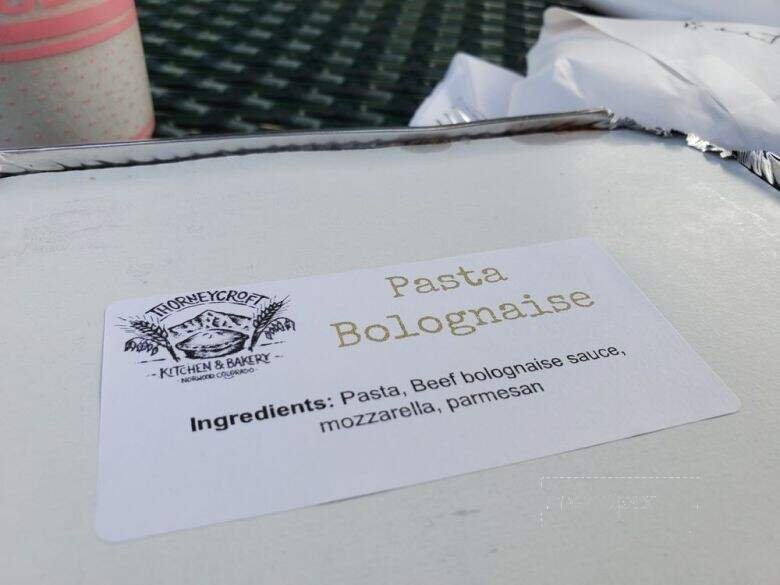 THORNEYCROFT
KITCHEN & BAKERY
NORWOOD COLORADO
Pasta
Bolognaise
Ingredients: Pasta, Beef bolognaise sauce,
mozzarella, parmesan